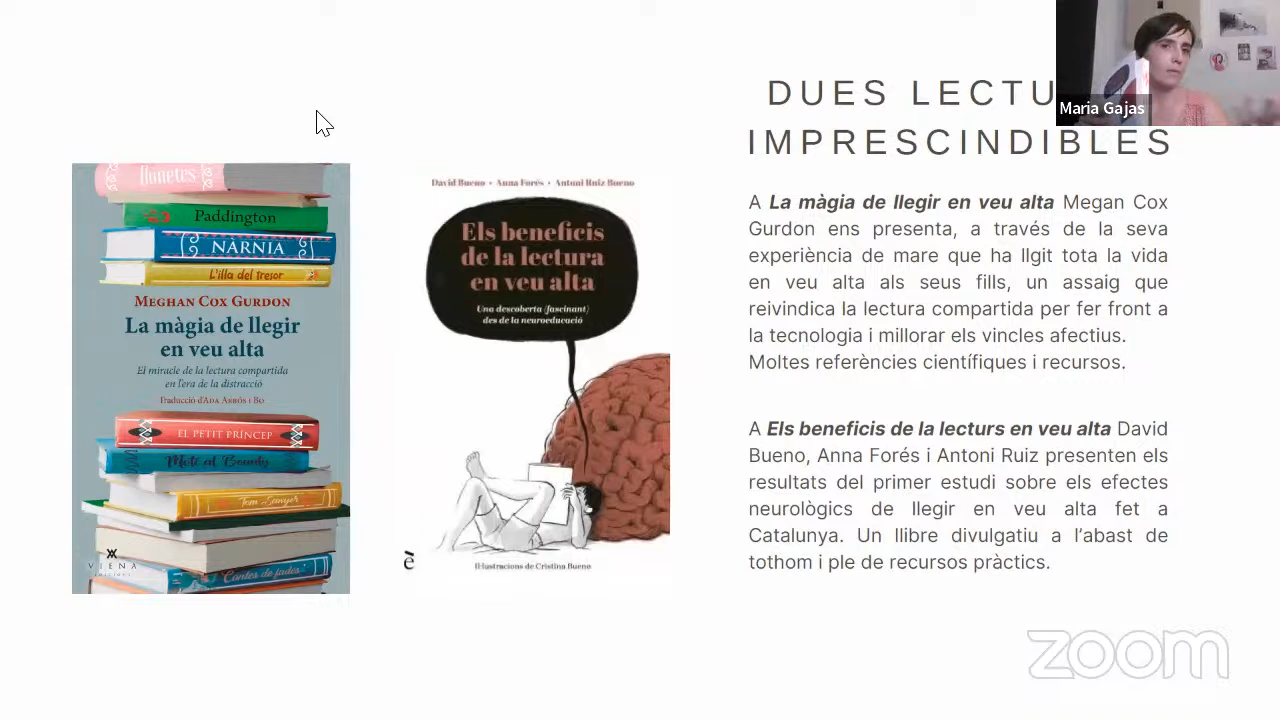 DUES LECTU
IMPRESCINDIBLES
Maria Gajas
A La màgia de llegir en veu alta Megan Cox
Gurdon ens presenta, a través de la seva
experiència de mare que ha llgit tota la vida
en veu alta als seus fills, un assaig que
reivindica la lectura compartida per fer front a
la tecnologia i millorar els vincles afectius.
Moltes referències científiques i recursos.
A Els beneficis de la lecturs en veu alta David
Bueno, Anna Forés i Antoni Ruiz presenten els
resultats del primer estudi sobre els efectes
neurològics de llegir en veu alta fet a
Catalunya. Un llibre divulgatiu a l'abast de
tothom i ple de recursos pràctics.
Paddington
NÀRNIA
L'illa del tresor
MEGHAN COX GURDON
La màgia de llegir
en veu alta
El miracle de la lectura compartida
en l'era de la distracció
Traducció d'ADA ARBÓS I BO
EL PETIT PRÍNCEP
Motí al Bounty
Tom Sawyer
VIENA
EDICIONS
Contes de fades
David Bueno • Anna Forés • Antoni Ruiz Bueno
Els beneficis
de la lectura
en veu alta
Una descoberta (fascinant)
des de la neuroeducació
è
Il·lustracions de Cristina Bueno
zoom